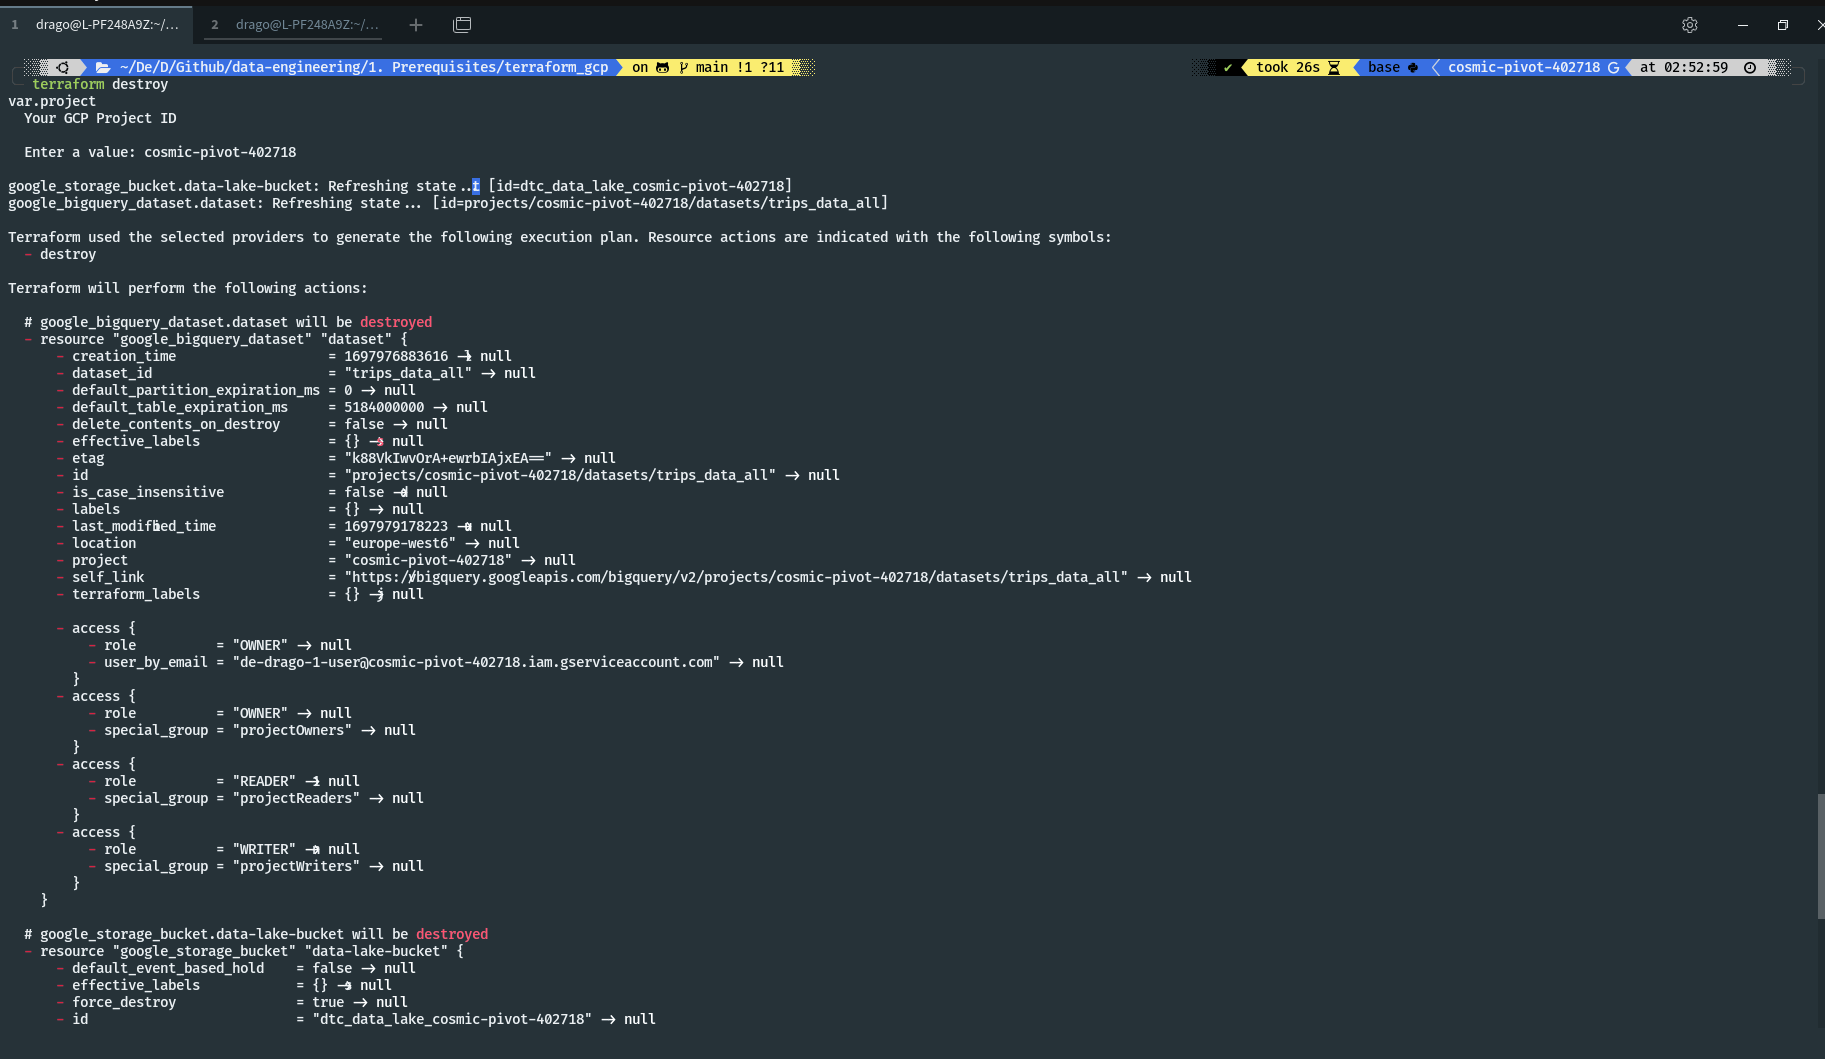 1 drago@L-PF248A9Z:~/... 2 drago@L-PF248A9Z:~/...
~/De/D/Github/data-engineering/1. Prerequisites/terraform_gcp on main !1 ?11 ✔ took 26s base cosmic-pivot-402718 at 02:52:59
terraform destroy
var.project
Your GCP Project ID
Enter a value: cosmic-pivot-402718
google_storage_bucket.data-lake-bucket: Refreshing state..t [id=dtc_data_lake_cosmic-pivot-402718]
google_bigquery_dataset.dataset: Refreshing state... [id=projects/cosmic-pivot-402718/datasets/trips_data_all]
Terraform used the selected providers to generate the following execution plan. Resource actions are indicated with the following symbols:
- destroy
Terraform will perform the following actions:
# google_bigquery_dataset.dataset will be destroyed
- resource "google_bigquery_dataset" "dataset" {
- creation_time = 1697976883616 -> null
- dataset_id = "trips_data_all" -> null
- default_partition_expiration_ms = 0 -> null
- default_table_expiration_ms = 5184000000 -> null
- delete_contents_on_destroy = false -> null
- effective_labels = {} -> null
- etag = "k88VkIwvOrA+ewrbIAjxEA==" -> null
- id = "projects/cosmic-pivot-402718/datasets/trips_data_all" -> null
- is_case_insensitive = false -> null
- labels = {} -> null
- last_modified_time = 1697979178223 -> null
- location = "europe-west6" -> null
- project = "cosmic-pivot-402718" -> null
- self_link = "https://bigquery.googleapis.com/bigquery/v2/projects/cosmic-pivot-402718/datasets/trips_data_all" -> null
- terraform_labels = {} -> null
- access {
- role = "OWNER" -> null
- user_by_email = "de-drago-1-user@cosmic-pivot-402718.iam.gserviceaccount.com" -> null
}
- access {
- role = "OWNER" -> null
- special_group = "projectOwners" -> null
}
- access {
- role = "READER" -> null
- special_group = "projectReaders" -> null
}
- access {
- role = "WRITER" -> null
- special_group = "projectWriters" -> null
}
}
# google_storage_bucket.data-lake-bucket will be destroyed
- resource "google_storage_bucket" "data-lake-bucket" {
- default_event_based_hold = false -> null
- effective_labels = {} -> null
- force_destroy = true -> null
- id = "dtc_data_lake_cosmic-pivot-402718" -> null